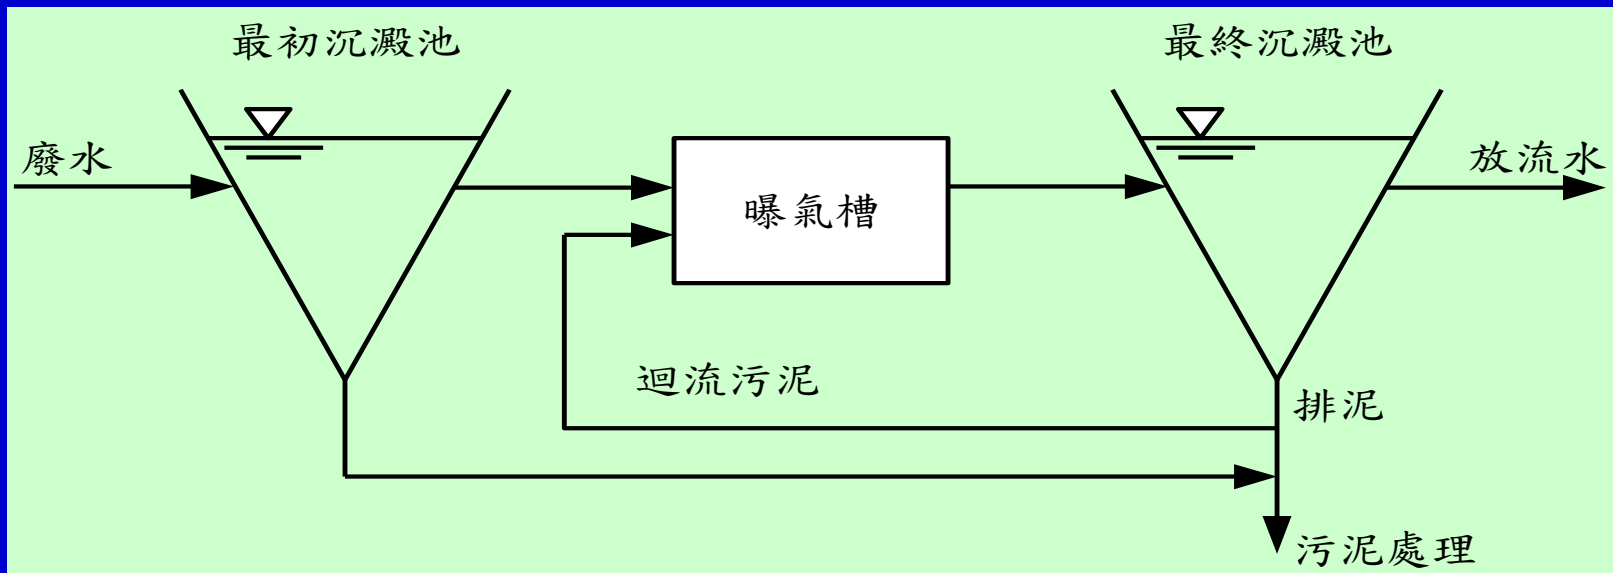 最初沉澱池
最終沉澱池
廢水
放流水
曝氣槽
迴流污泥
排泥
污泥處理